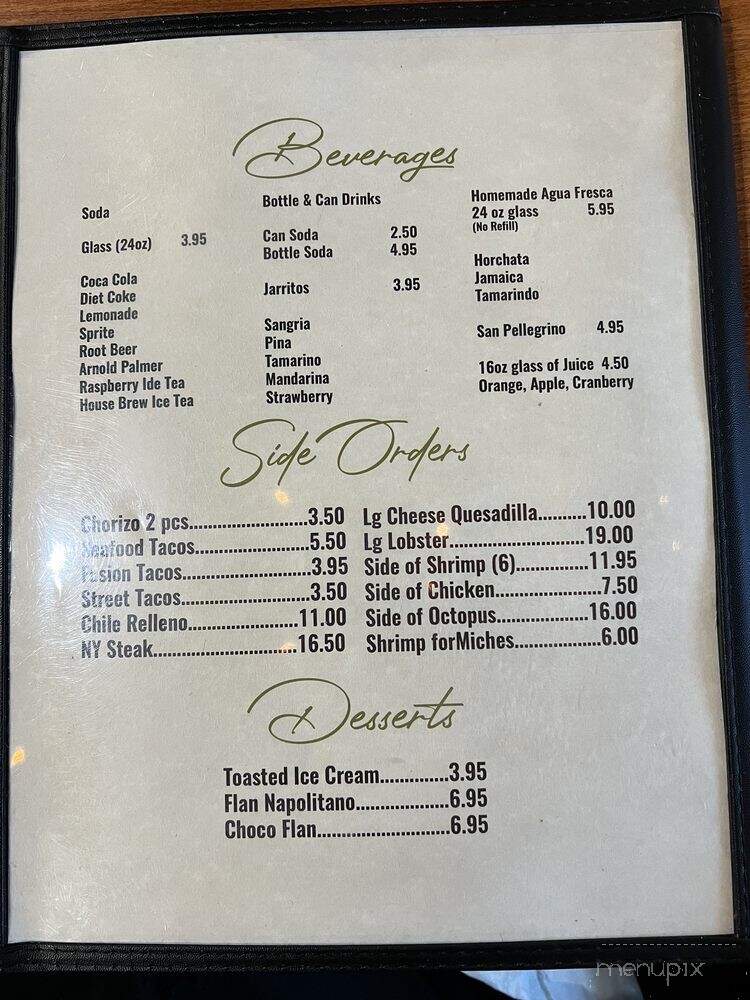 Beverages
Soda
Glass (24oz) 3.95
Coca Cola
Diet Coke
Lemonade
Sprite
Root Beer
Arnold Palmer
Raspberry Ide Tea
House Brew Ice Tea
Bottle & Can Drinks
Can Soda 2.50
Bottle Soda 4.95
Jarritos 3.95
Sangria
Pina
Tamarino
Mandarina
Strawberry
Homemade Agua Fresca
24 oz glass 5.95
(No Refill)
Horchata
Jamaica
Tamarindo
San Pellegrino 4.95
16oz glass of Juice 4.50
Orange, Apple, Cranberry
Side Orders
Chorizo 2 pcs............................3.50
Seafood Tacos...........................5.50
Fusion Tacos..............................3.95
Street Tacos..............................3.50
Chile Relleno..........................11.00
NY Steak..................................16.50
Lg Cheese Quesadilla..........10.00
Lg Lobster................................19.00
Side of Shrimp (6).................11.95
Side of Chicken.........................7.50
Side of Octopus.....................16.00
Shrimp forMiches....................6.00
Desserts
Toasted Ice Cream..............3.95
Flan Napolitano...................6.95
Choco Flan...........................6.95
menupix